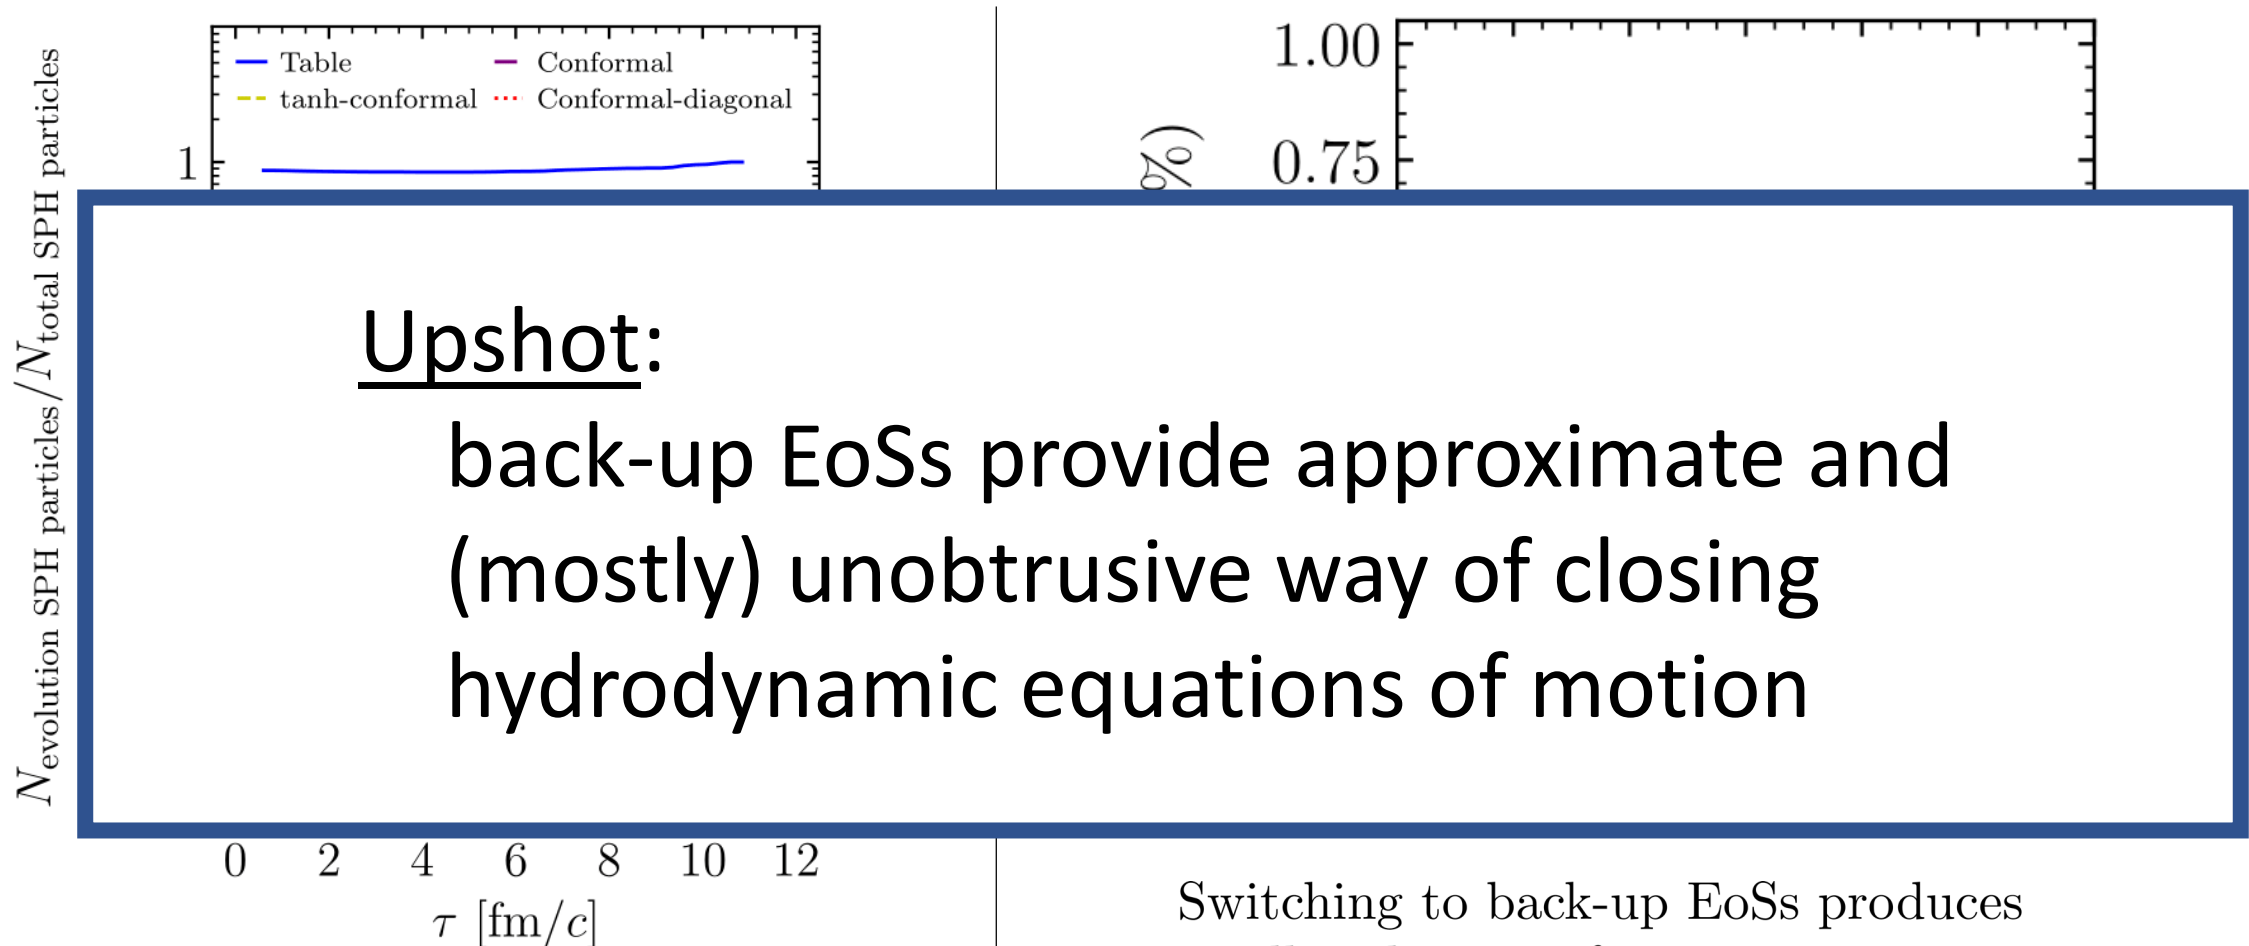 Table
Conformal
tanh-conformal
Conformal-diagonal
1
N evolution SPH particles/N total SPH particles
0 2 4 6 8 10 12
τ [fm/c]
1.00
0.75
%)
Upshot:
back-up EoSs provide approximate and
(mostly) unobtrusive way of closing
hydrodynamic equations of motion
Switching to back-up EoSs produces